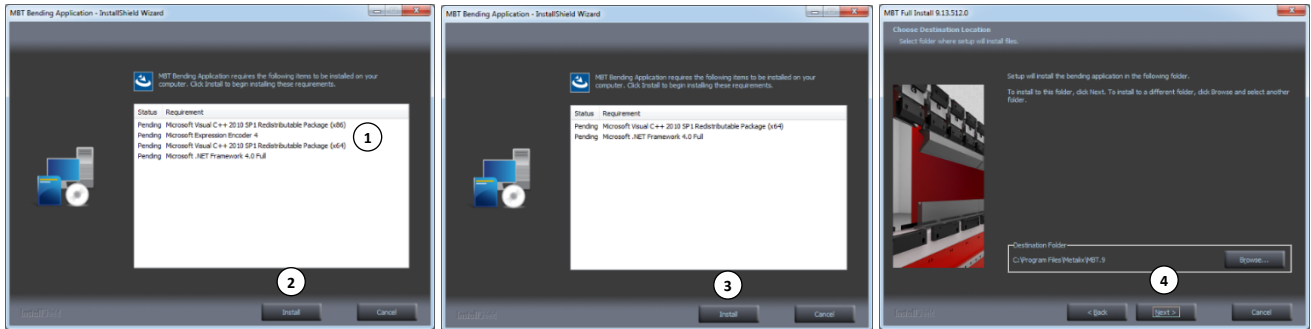 MBT Bending Application - InstallShield Wizard
MBT Bending Application requires the following items to be installed on your
computer. Click Install to begin installing these requirements.
Status Requirement
Pending Microsoft Visual C++ 2010 SP1 Redistributable Package (x86)
Pending Microsoft Expression Encoder 4
Pending Microsoft Visual C++ 2010 SP1 Redistributable Package (x64)
Pending Microsoft .NET Framework 4.0 Full
1
2
InstallShield
Install
Cancel
MBT Bending Application - InstallShield Wizard
MBT Bending Application requires the following items to be installed on your
computer. Click Install to begin installing these requirements.
Status Requirement
Pending Microsoft Visual C++ 2010 SP1 Redistributable Package (x64)
Pending Microsoft .NET Framework 4.0 Full
3
InstallShield
Install
Cancel
MBT Full Install 9.13.512.0
Choose Destination Location
Select folder where setup will install files.
Setup will install the bending application in the following folder.
To install to this folder, click Next. To install to a different folder, click Browse and select another
folder.
Destination Folder
C:\Program Files\Metalix\MBT.9
Browse...
4
InstallShield
< Back
Next >
Cancel